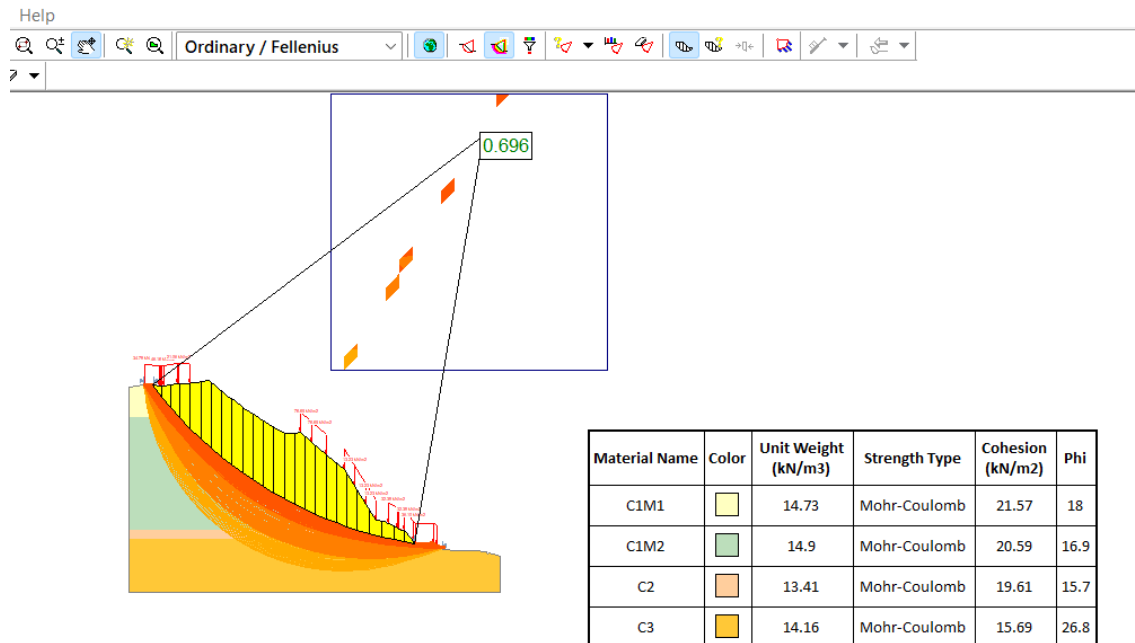 Help
Ordinary / Fellenius
0.696
Material Name Color Unit Weight (kN/m3) Strength Type Cohesion (kN/m2) Phi
C1M1 14.73 Mohr-Coulomb 21.57 18
C1M2 14.9 Mohr-Coulomb 20.59 16.9
C2 13.41 Mohr-Coulomb 19.61 15.7
C3 14.16 Mohr-Coulomb 15.69 26.8